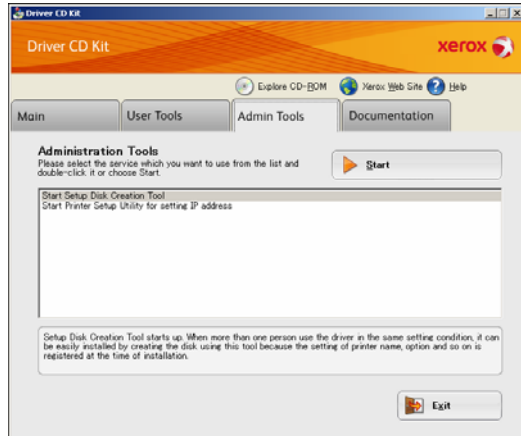 Driver CD Kit
Driver CD Kit
xerox
Explore CD-ROM Xerox Web Site Help
Main User Tools Admin Tools Documentation
Administration Tools
Please select the service which you want to use from the list and
double-click it or choose Start.
Start
Start Setup Disk Creation Tool
Start Printer Setup Utility for setting IP address
Setup Disk Creation Tool starts up. When more than one person use the driver in the same setting condition, it can
be easily installed by creating the disk using this tool because the setting of printer name, option and so on is
registered at the time of installation.
Exit